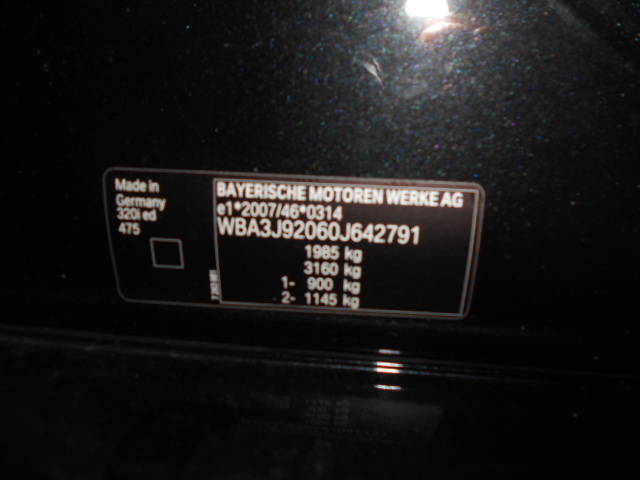 Made in
Germany
320i ed
475
BAYERISCHE MOTOREN WERKE AG
e1*2007/46*0314
WBA3J92060J642791
1985 kg
3160 kg
1- 900 kg
2- 1145 kg